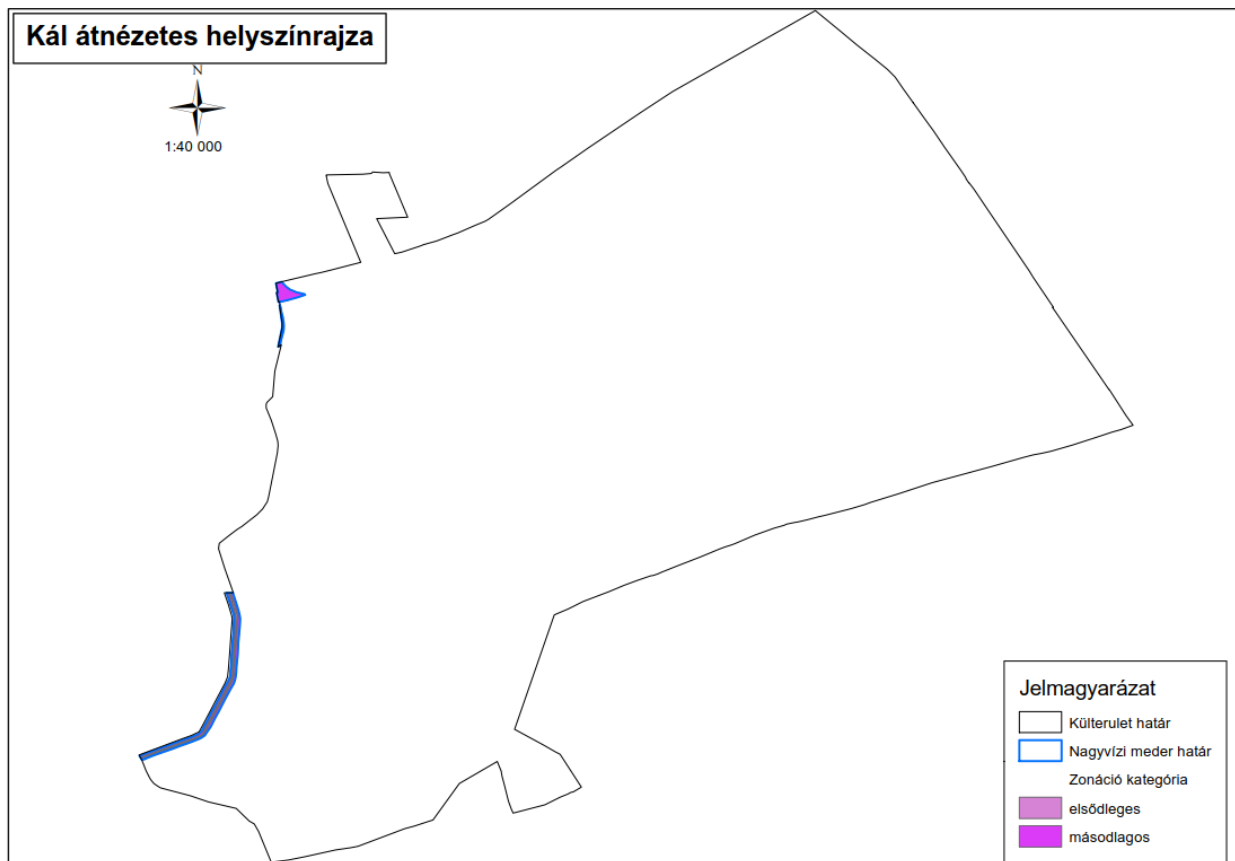 Kál átnézetes helyszínrajza
N
1:40 000
Jelmagyarázat
Külterulet határ
Nagyvízi meder határ
Zonáció kategória
elsődleges
másodlagos